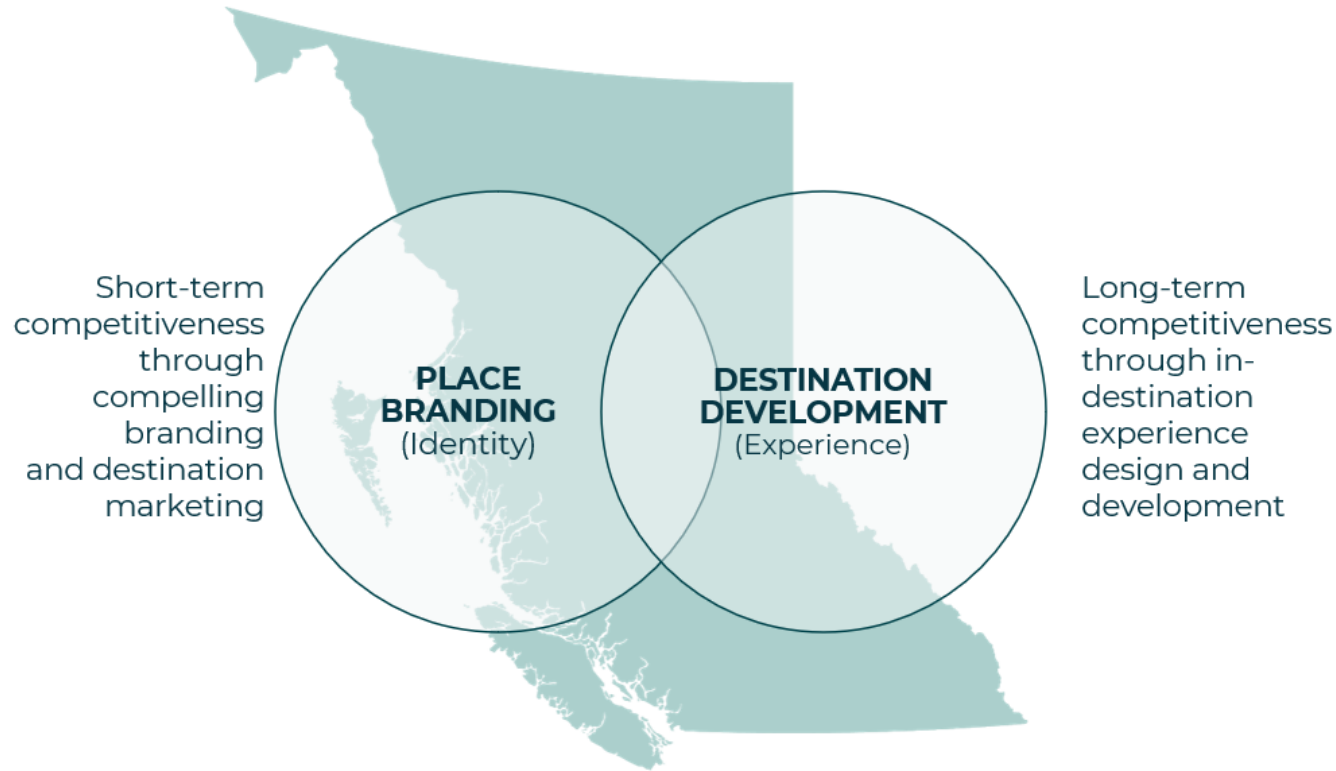 Short-term
competitiveness
through
compelling
branding
and destination
marketing
PLACE
BRANDING
(Identity)
DESTINATION
DEVELOPMENT
(Experience)
Long-term
competitiveness
through in-
destination
experience
design and
development